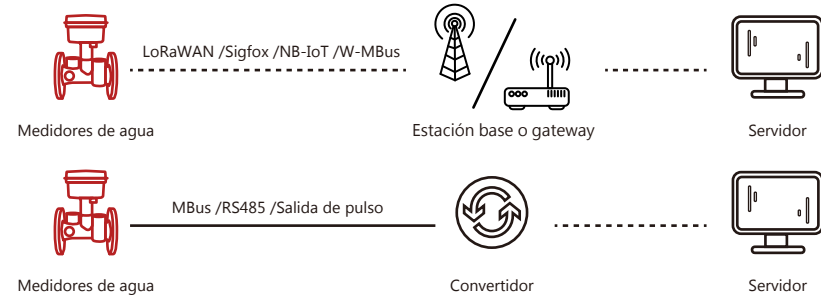 LoRaWAN /Sigfox /NB-IoT /W-MBus
Medidores de agua
Estación base o gateway
Servidor
MBus /RS485 /Salida de pulso
Medidores de agua
Convertidor
Servidor